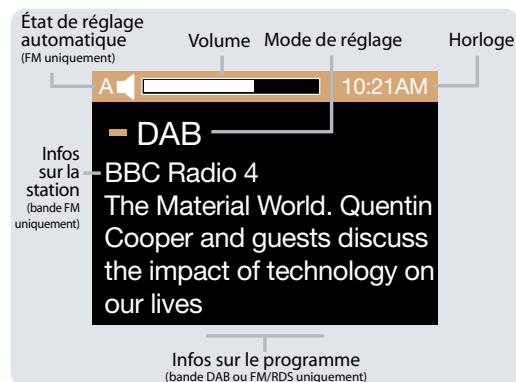 État de réglage
automatique
(FM uniquement)
Volume
Mode de réglage
Horloge
A
10:21AM
DAB
Infos
sur la
station
(bande FM
uniquement)
BBC Radio 4
The Material World. Quentin
Cooper and guests discuss
the impact of technology on
our lives
Infos sur le programme
(bande DAB ou FM/RDS uniquement)